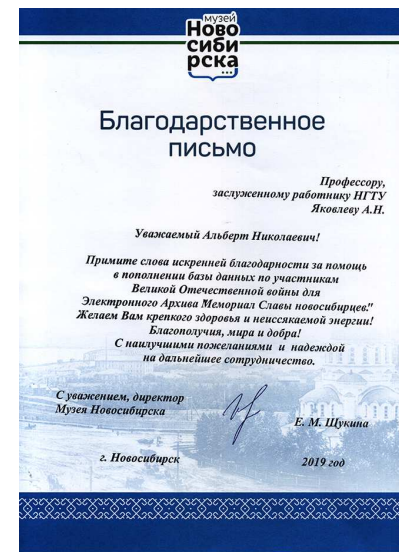 музей
Ново
сиби
рска
...
Благодарственное
письмо
Профессору,
заслуженному работнику НГТУ
Яковлеву А.Н.
Уважаемый Альберт Николаевич!
Примите слова искренней благодарности за помощь
в пополнении базы данных по участникам
Великой Отечественной войны для
Электронного Архива Мемориал Славы новосибирцев."
Желаем Вам крепкого здоровья и неиссякаемой энергии!
Благополучия, мира и добра!
С наилучшими пожеланиями и надеждой
на дальнейшее сотрудничество.
С уважением, директор
Музея Новосибирска
Е. М. Щукина
г. Новосибирск
2019 год